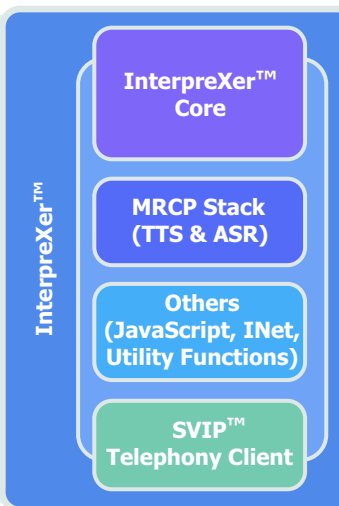 InterpreXer™
InterpreXer™
Core
MRCP Stack
(TTS & ASR)
Others
(JavaScript, INet,
Utility Functions)
SVIP™
Telephony Client